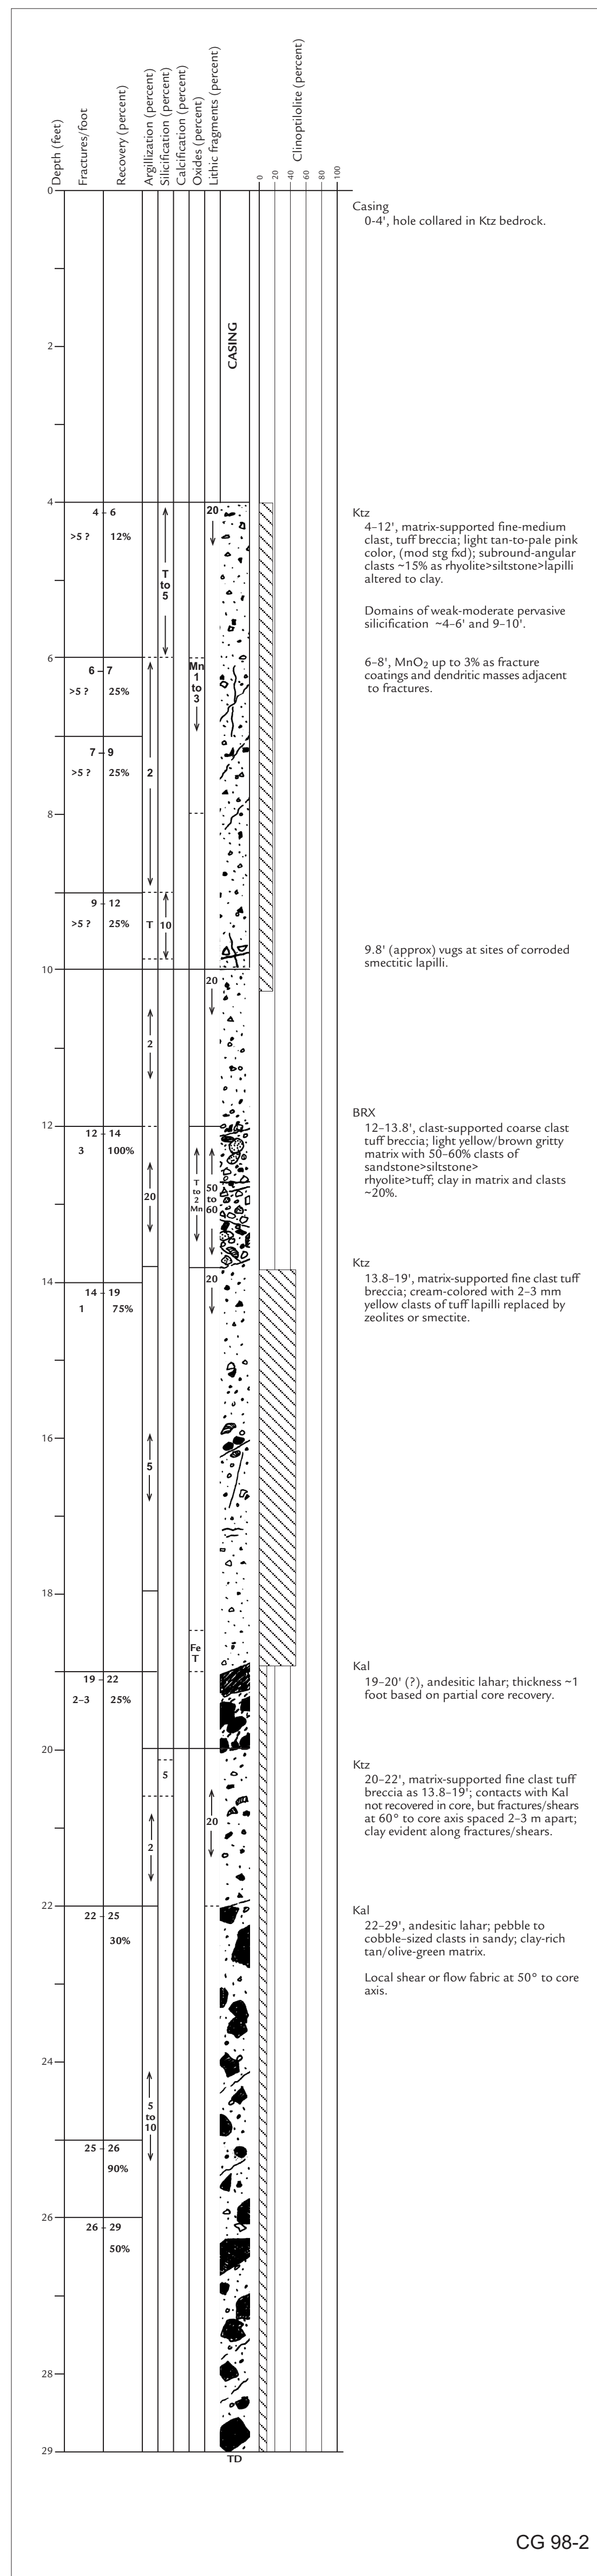 Depth (feet)
Fractures/foot
Recovery (percent)
Argillization (percent)
Silicification (percent)
Calcification (percent)
Oxides (percent)
Lithic fragments (percent)
Clinoptilolite (percent)
0 20 40 60 80 100
0
Casing
0-4', hole collared in Ktz bedrock.
CASING
2
4
4 – 6
>5 ? 12%
T
to
5
20
Ktz
4–12', matrix-supported fine-medium
clast, tuff breccia; light tan-to-pale pink
color, (mod stg fxd); subround-angular
clasts ~15% as rhyolite>siltstone>lapilli
altered to clay.
Domains of weak-moderate pervasive
silicification ~4–6' and 9–10'.
6
6 – 7
>5 ? 25%
Mn
1
to
3
6–8', MnO2 up to 3% as fracture
coatings and dendritic masses adjacent
to fractures.
7 – 9
>5 ? 25%
2
8
9 – 12
>5 ? 25%
T
10
9.8' (approx) vugs at sites of corroded
smectitic lapilli.
10
20
2
12
12 – 14
3 100%
20
T
to
2
Mn
50
to
60
BRX
12–13.8', clast-supported coarse clast
tuff breccia; light yellow/brown gritty
matrix with 50–60% clasts of
sandstone>siltstone>
rhyolite>tuff; clay in matrix and clasts
~20%.
14
14 – 19
1 75%
20
Ktz
13.8–19', matrix-supported fine clast tuff
breccia; cream-colored with 2–3 mm
yellow clasts of tuff lapilli replaced by
zeolites or smectite.
16
5
18
Fe
T
19 – 22
2–3 25%
Kal
19–20' (?), andesitic lahar; thickness ~1
foot based on partial core recovery.
20
5
20
2
Ktz
20–22', matrix-supported fine clast tuff
breccia as 13.8–19'; contacts with Kal
not recovered in core, but fractures/shears
at 60° to core axis spaced 2–3 m apart;
clay evident along fractures/shears.
22
22 – 25
30%
Kal
22–29', andesitic lahar; pebble to
cobble-sized clasts in sandy; clay-rich
tan/olive-green matrix.
Local shear or flow fabric at 50° to core
axis.
24
5
to
10
25 – 26
90%
26
26 – 29
50%
28
29
TD
CG 98-2